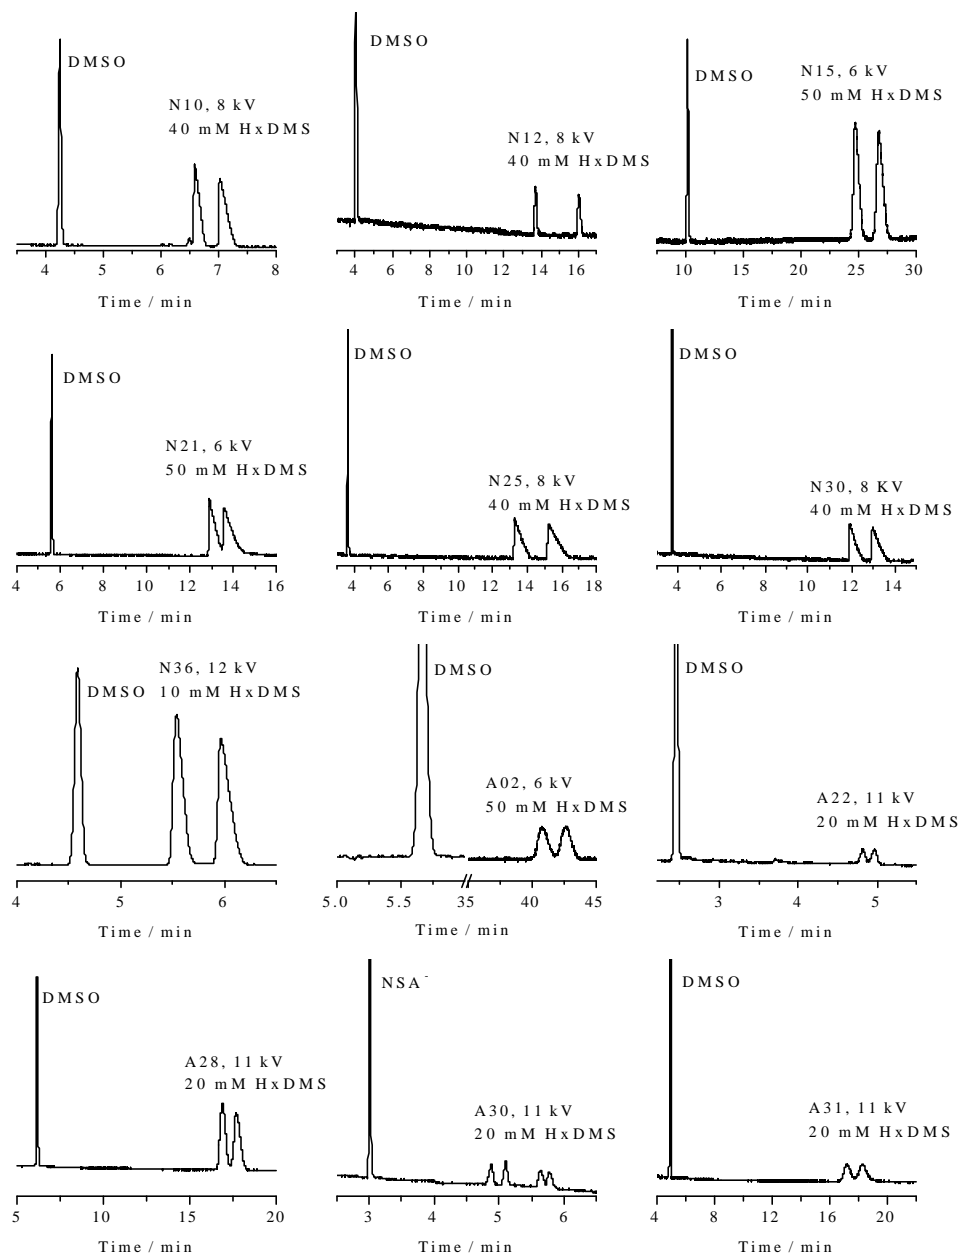 DMSO
N10, 8 kV
40 mM HxDMS
4 5 6 7 8
Time / min
DMSO
N12, 8 kV
40 mM HxDMS
4 6 8 10 12 14 16
Time / min
DMSO
N15, 6 kV
50 mM HxDMS
10 15 20 25 30
Time / min
DMSO
N21, 6 kV
50 mM HxDMS
4 6 8 10 12 14 16
Time / min
DMSO
N25, 8 kV
40 mM HxDMS
4 6 8 10 12 14 16 18
Time / min
DMSO
N30, 8 KV
40 mM HxDMS
4 6 8 10 12 14
Time / min
DMSO
N36, 12 kV
10 mM HxDMS
4 5 6
Time / min
DMSO
A02, 6 kV
50 mM HxDMS
5.0 5.5 35 40 45
Time / min
DMSO
A22, 11 kV
20 mM HxDMS
3 4 5
Time / min
DMSO
A28, 11 kV
20 mM HxDMS
5 10 15 20
Time / min
NSA-
A30, 11 kV
20 mM HxDMS
3 4 5 6
Time / min
DMSO
A31, 11 kV
20 mM HxDMS
4 8 12 16 20
Time / min